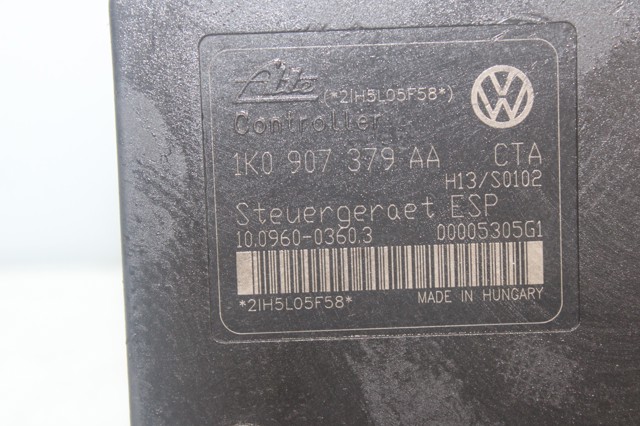 Ate (*2IH5L05F58*)
Controller
1K0 907 379 AA CTA
H13/S0102
Steuergeraet ESP
10.0960-0360.3 00005305G1
*2IH5L05F58* MADE IN HUNGARY